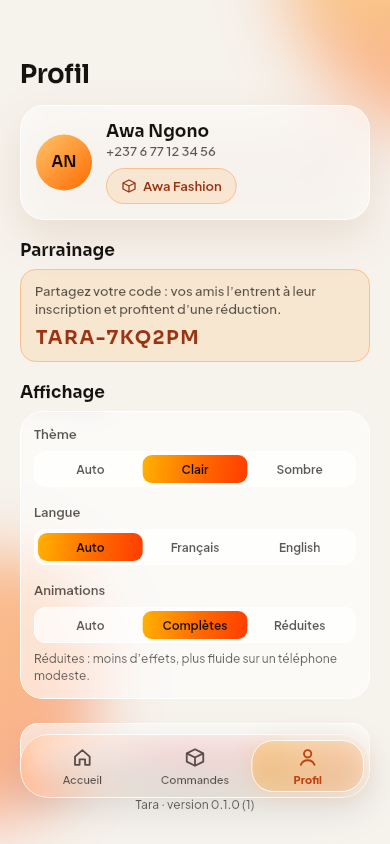 Profil
AN
Awa Ngono
+237 6 77 12 34 56
Awa Fashion
Parrainage
Partagez votre code : vos amis l’entrent à leur
inscription et profitent d’une réduction.
TARA-7KQ2PM
Affichage
Thème
Auto Clair Sombre
Langue
Auto Français English
Animations
Auto Complètes Réduites
Réduites : moins d’effets, plus fluide sur un téléphone
modeste.
Accueil Commandes Profil
Tara · version 0.1.0 (1)